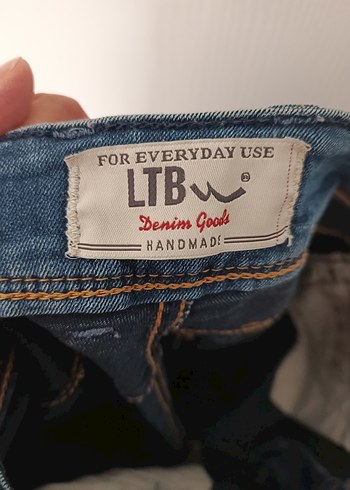 FOR EVERYDAY USE
LTB ®
Denim Goods
HANDMADE